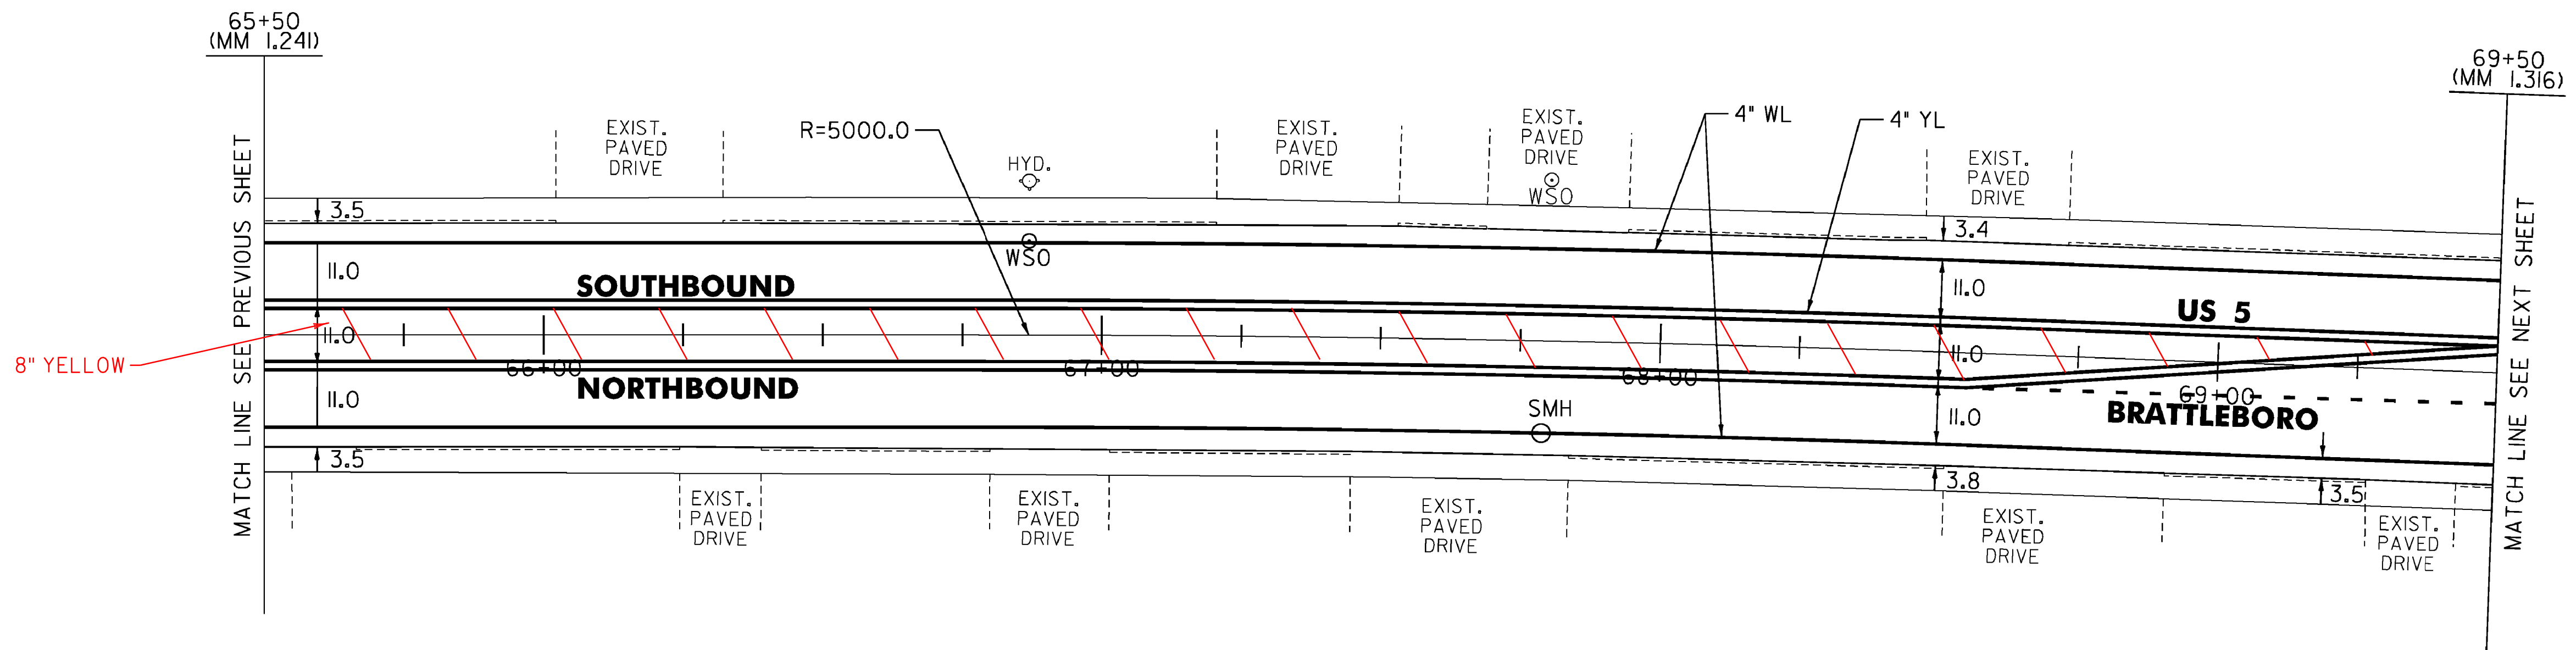 65+50
(MM 1.241)
69+50
(MM 1.316)
MATCH LINE SEE PREVIOUS SHEET
MATCH LINE SEE NEXT SHEET
EXIST.
PAVED
DRIVE
R=5000.0
HYD.
EXIST.
PAVED
DRIVE
EXIST.
PAVED
DRIVE
WSO
4" WL
4" YL
EXIST.
PAVED
DRIVE
3.5
3.4
WSO
11.0
11.0
SOUTHBOUND
US 5
8" YELLOW
11.0
11.0
66+00
67+00
68+00
69+00
NORTHBOUND
11.0
11.0
SMH
BRATTLEBORO
3.5
3.8
3.5
EXIST.
PAVED
DRIVE
EXIST.
PAVED
DRIVE
EXIST.
PAVED
DRIVE
EXIST.
PAVED
DRIVE
EXIST.
PAVED
DRIVE